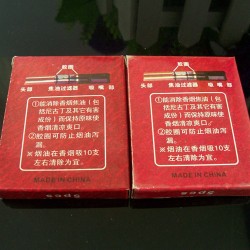 胶圈
头部 焦油过滤器 吸嘴部
①能消除香烟焦油（包
括尼古丁及其它有害
成份）而保持原味使
香烟清凉爽口。
②胶圈可防止烟油泻
漏。
※烟油在香烟吸10支
左右清除为宜。
MADE IN CHINA
胶圈
头部 焦油过滤器 吸嘴部
①能消除香烟焦油（包
括尼古丁及其它有害
成份）而保持原味使
香烟清凉爽口。
②胶圈可防止烟油泻
漏。
※烟油在香烟吸10支
左右清除为宜。
MADE IN CHINA